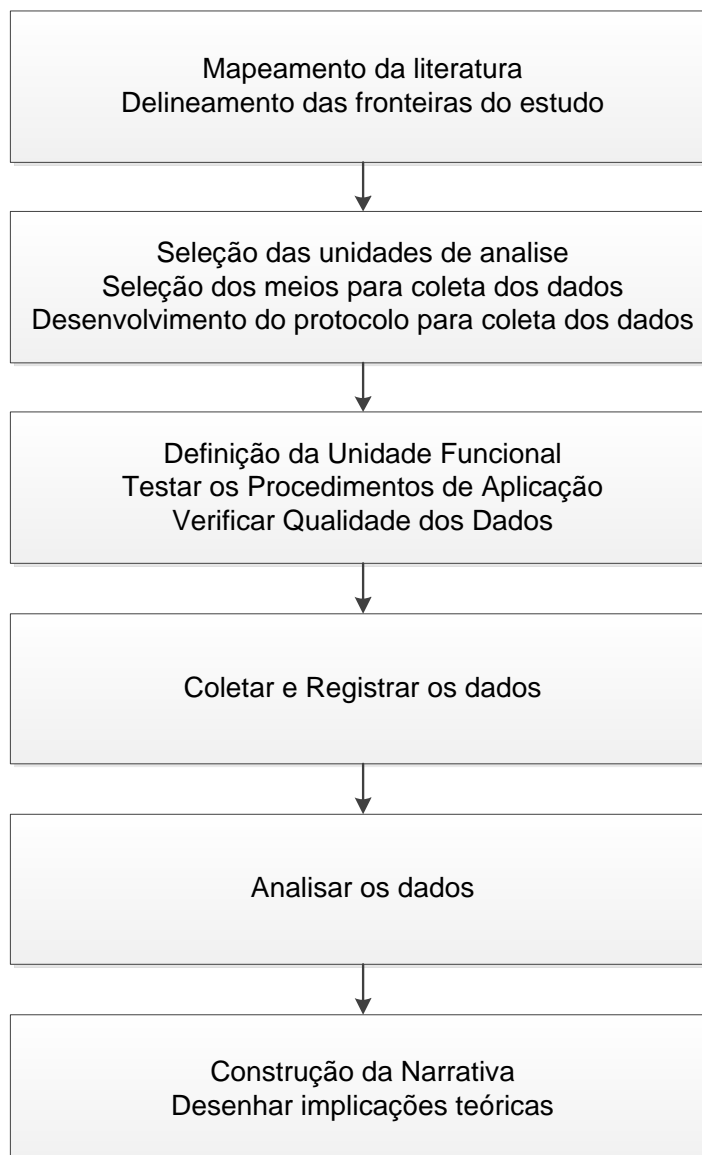 Mapeamento da literatura
Delineamento das fronteiras do estudo
Seleção das unidades de analise
Seleção dos meios para coleta dos dados
Desenvolvimento do protocolo para coleta dos dados
Definição da Unidade Funcional
Testar os Procedimentos de Aplicação
Verificar Qualidade dos Dados
Coletar e Registrar os dados
Analisar os dados
Construção da Narrativa
Desenhar implicações teóricas